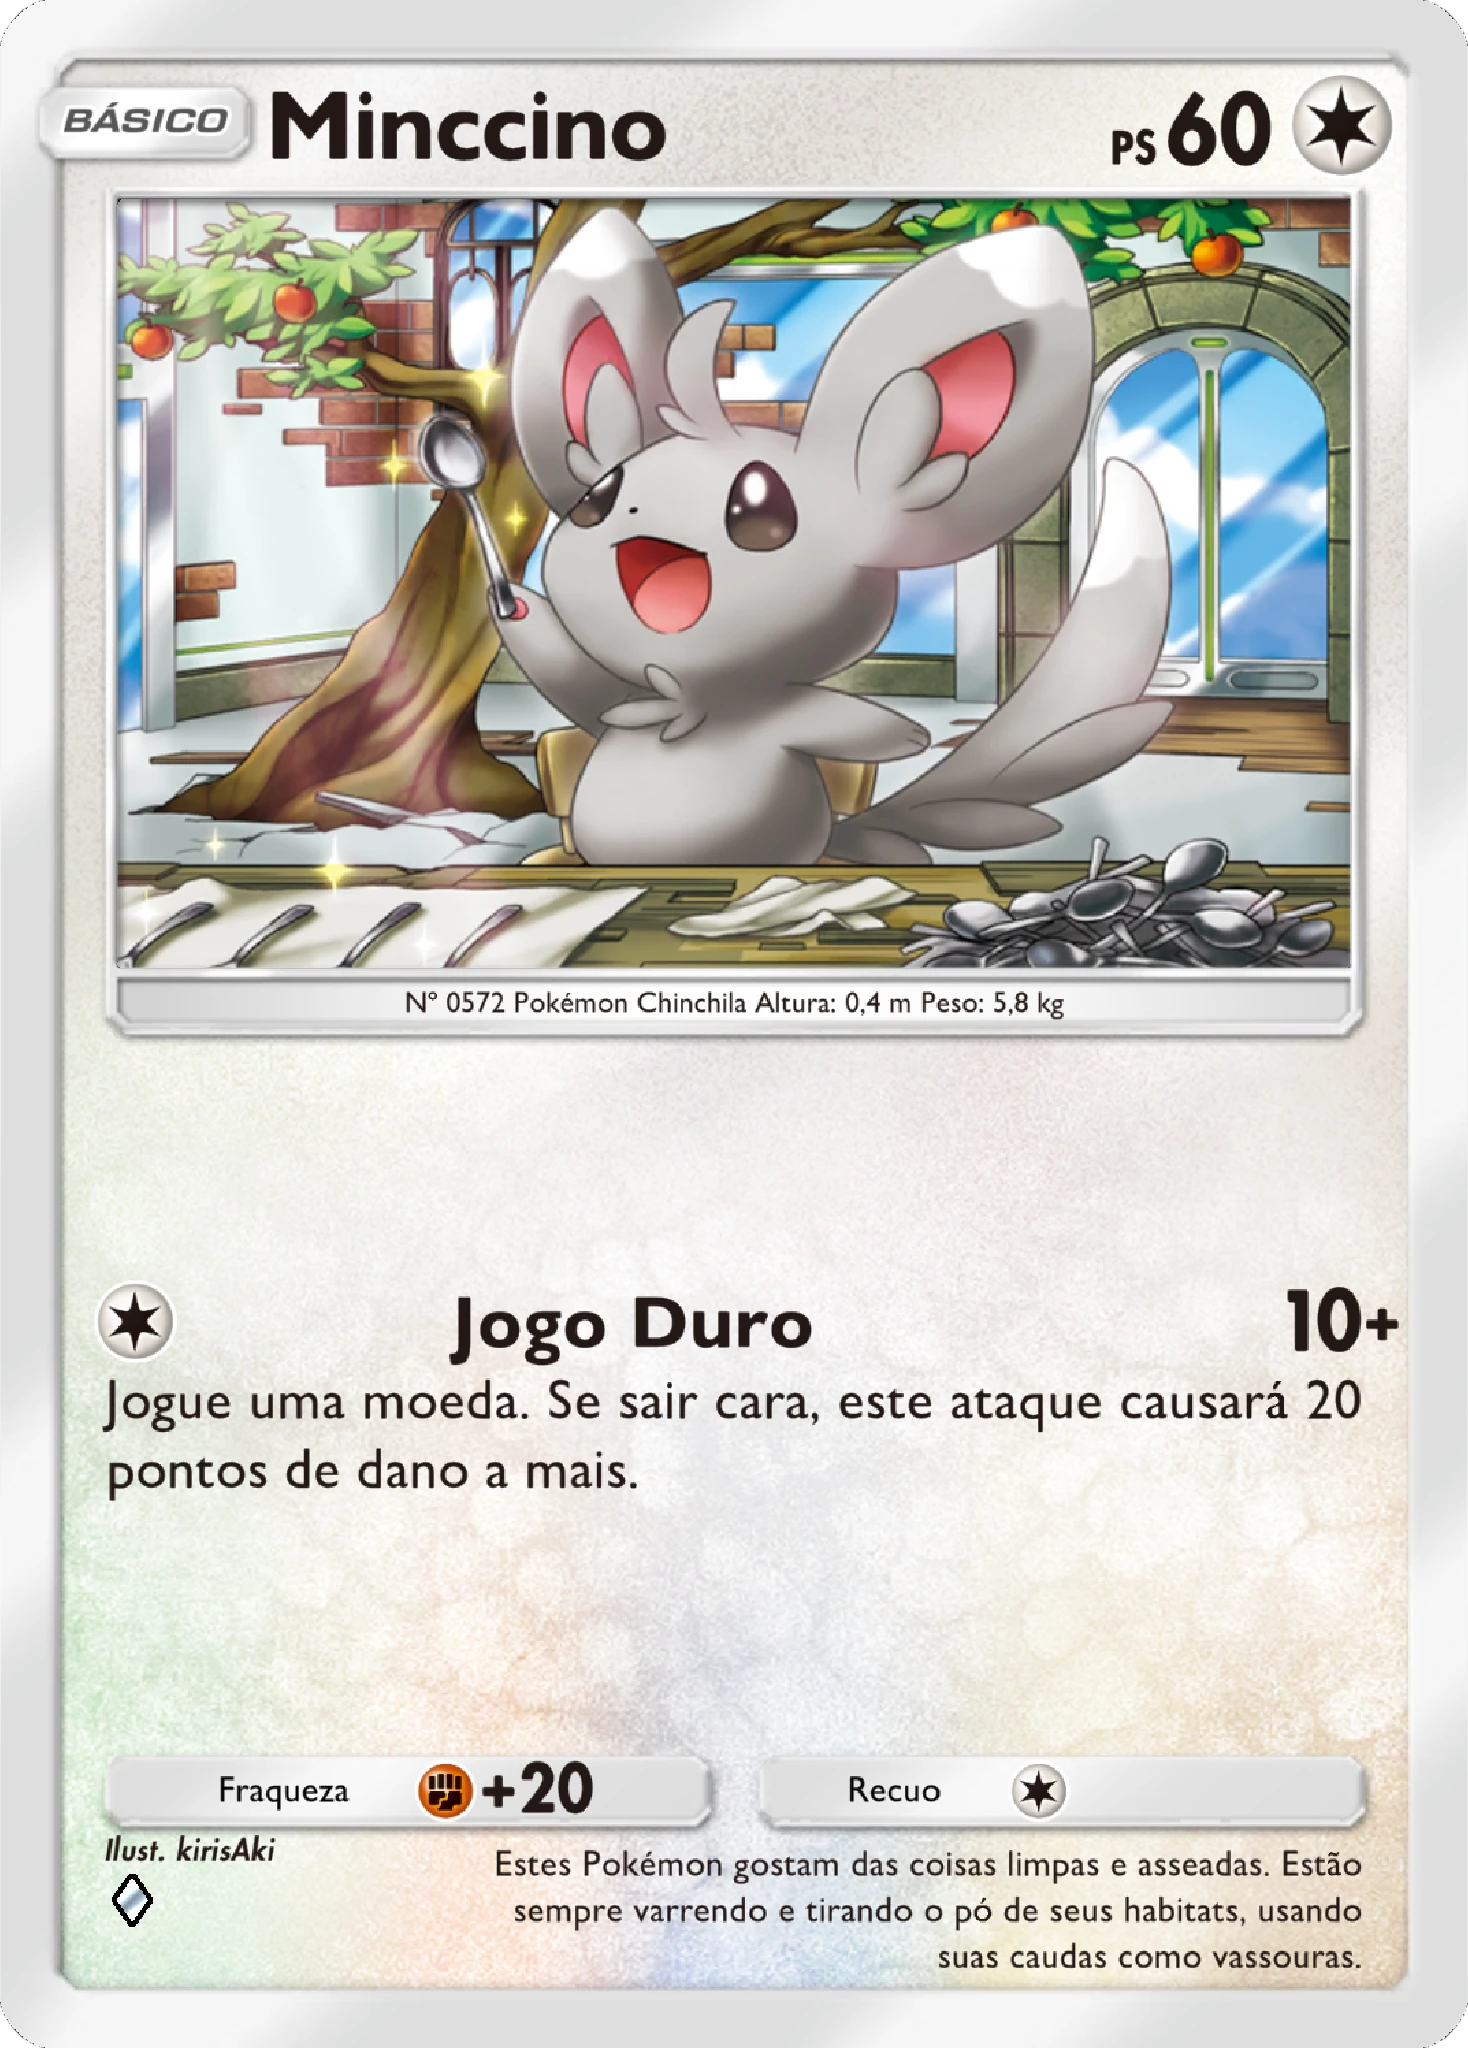 BÁSICO Minccino PS 60
Nº 0572 Pokémon Chinchila Altura: 0,4 m Peso: 5,8 kg
Jogo Duro 10+
Jogue uma moeda. Se sair cara, este ataque causará 20
pontos de dano a mais.
Fraqueza +20 Recuo
Ilust. kirisAki
Estes Pokémon gostam das coisas limpas e asseadas. Estão
sempre varrendo e tirando o pó de seus habitats, usando
suas caudas como vassouras.